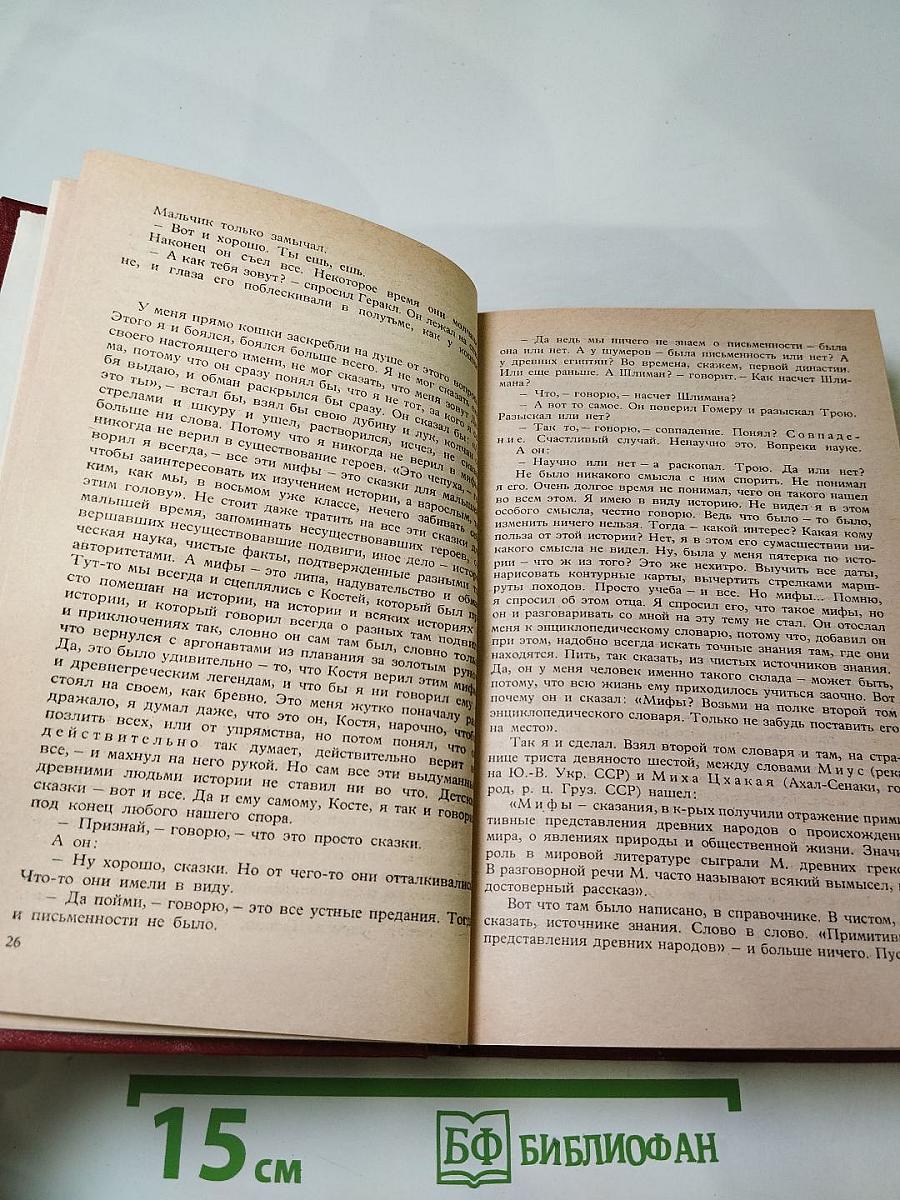 Мальчик только замычал.
– Вот и хорошо. Ты ешь, ешь.
Наконец он съел все. Некоторое время они молча
– А как тебя зовут? – спросил Геракл. Он лежал на
не, и глаза его поблескивали в полутьме, как у
У меня прямо кошки заскребли на душе от этого
Этого я и боялся, боялся больше всего. Я не мог сказать
своего настоящего имени, не мог сказать, что меня зовут
ма, потому что он сразу понял бы, что я не тот, за кого
бя выдаю, и обман раскрылся бы сразу. Он сказал бы:
это ты», – встал бы, взял бы свою дубину и лук, колчан
стрелами и шкуру и ушел, растворился, исчез, не
больше ни слова. Потому что я никогда не верил в
никогда не верил в существование героев. «Это чепуха, –
ворил я всегда, – все эти мифы – это сказки для
чтобы заинтересовать их изучением истории, а взрослым,
ким, как мы, в восьмом уже классе, нечего забивать
этим голову». Не стоит даже тратить на все эти сказки
малышей время, запоминать несуществовавших героев,
вершавших несуществовавшие подвиги, иное дело –
ческая наука, чистые факты, подтвержденные разными
авторитетами. А мифы – это липа, надувательство и
Тут-то мы всегда и сцеплялись с Костей, который был
сто помешан на истории, на истории и всяких историях
истории, и который говорил всегда о разных там
и приключениях так, словно он сам там был, словно
что вернулся с аргонавтами из плавания за золотым
Да, это было удивительно – то, что Костя верил этим
и древнегреческим легендам, и что бы я ни говорил ему
стоял на своем, как бревно. Это меня жутко поначалу
дражало, я думал даже, что это он, Костя, нарочно,
позлить всех, или от упрямства, но потом понял, что
действительно так думает, действительно верит в
все, – и махнул на него рукой. Но сам все эти
древними людьми истории не ставил ни во что.
сказки – вот и все. Да и ему самому, Косте, я так и
под конец любого нашего спора.
– Признай, – говорю, – что это просто сказки.
А он:
– Ну хорошо, сказки. Но от чего-то они
Что-то они имели в виду.
– Да пойми, – говорю, – это все устные предания.
и письменности не было.
26
– Да ведь мы ничего не знаем о письменности – была
она или нет. А у шумеров – была письменность или нет? А
у древних египтян? Во времена, скажем, первой династии.
Или еще раньше. А Шлиман? – говорит. – Как насчет Шли-
мана?
– Что, – говорю, – насчет Шлимана?
– А вот то самое. Он поверил Гомеру и разыскал Трою.
Разыскал или нет?
– Так то, – говорю, – совпадение. Понял? Совпаде-
ние. Счастливый случай. Ненаучно это. Вопреки науке.
А он:
– Научно или нет – а раскопал. Трою. Да или нет?
Не было никакого смысла с ним спорить. Не понимал
я его. Очень долгое время не понимал, чего он такого нашел
во всем этом. Я имею в виду историю. Не видел я в этом
особого смысла, честно говорю. Ведь что было – то было,
изменить ничего нельзя. Тогда – какой интерес? Какая кому
польза от этой истории? Нет, я в этом его сумасшествии ни-
какого смысла не видел. Ну, была у меня пятерка по исто-
рии – что ж из того? Это же нехитро. Выучить все даты,
нарисовать контурные карты, вычертить стрелками марш-
руты походов. Просто учеба – и все. Но мифы... Помню,
я спросил об этом отца. Я спросил его, что такое мифы, но
он и разговаривать со мной на эту тему не стал. Он отослал
меня к энциклопедическому словарю, потому что, добавил он
при этом, надобно всегда искать точные знания там, где они
находятся. Пить, так сказать, из чистых источников знания.
Да, он у меня человек именно такого склада – может быть,
потому, что всю жизнь ему приходилось учиться заочно. Вот
почему он и сказал: «Мифы? Возьми на полке второй том
энциклопедического словаря. Только не забудь поставить его
на место».
Так я и сделал. Взял второй том словаря и там, на стра-
нице триста девяносто шестой, между словами Миус (река
на Ю.-В. Укр. ССР) и Миха Цхакая (Ахал-Сенаки, го-
род, р. ц. Груз. ССР) нашел:
«Мифы – сказания, в к-рых получили отражение прими
тивные представления древних народов о происхождени
мира, о явлениях природы и общественной жизни. Значи
роль в мировой литературе сыграли М. древних грек
В разговорной речи М. часто называют всякий вымысел,
достоверный рассказ».
Вот что там было написано, в справочнике. В чистом,
сказать, источнике знания. Слово в слово. «Примитив
представления древних народов» – и больше ничего. Пус
15 см БФ БИБЛИОФАН